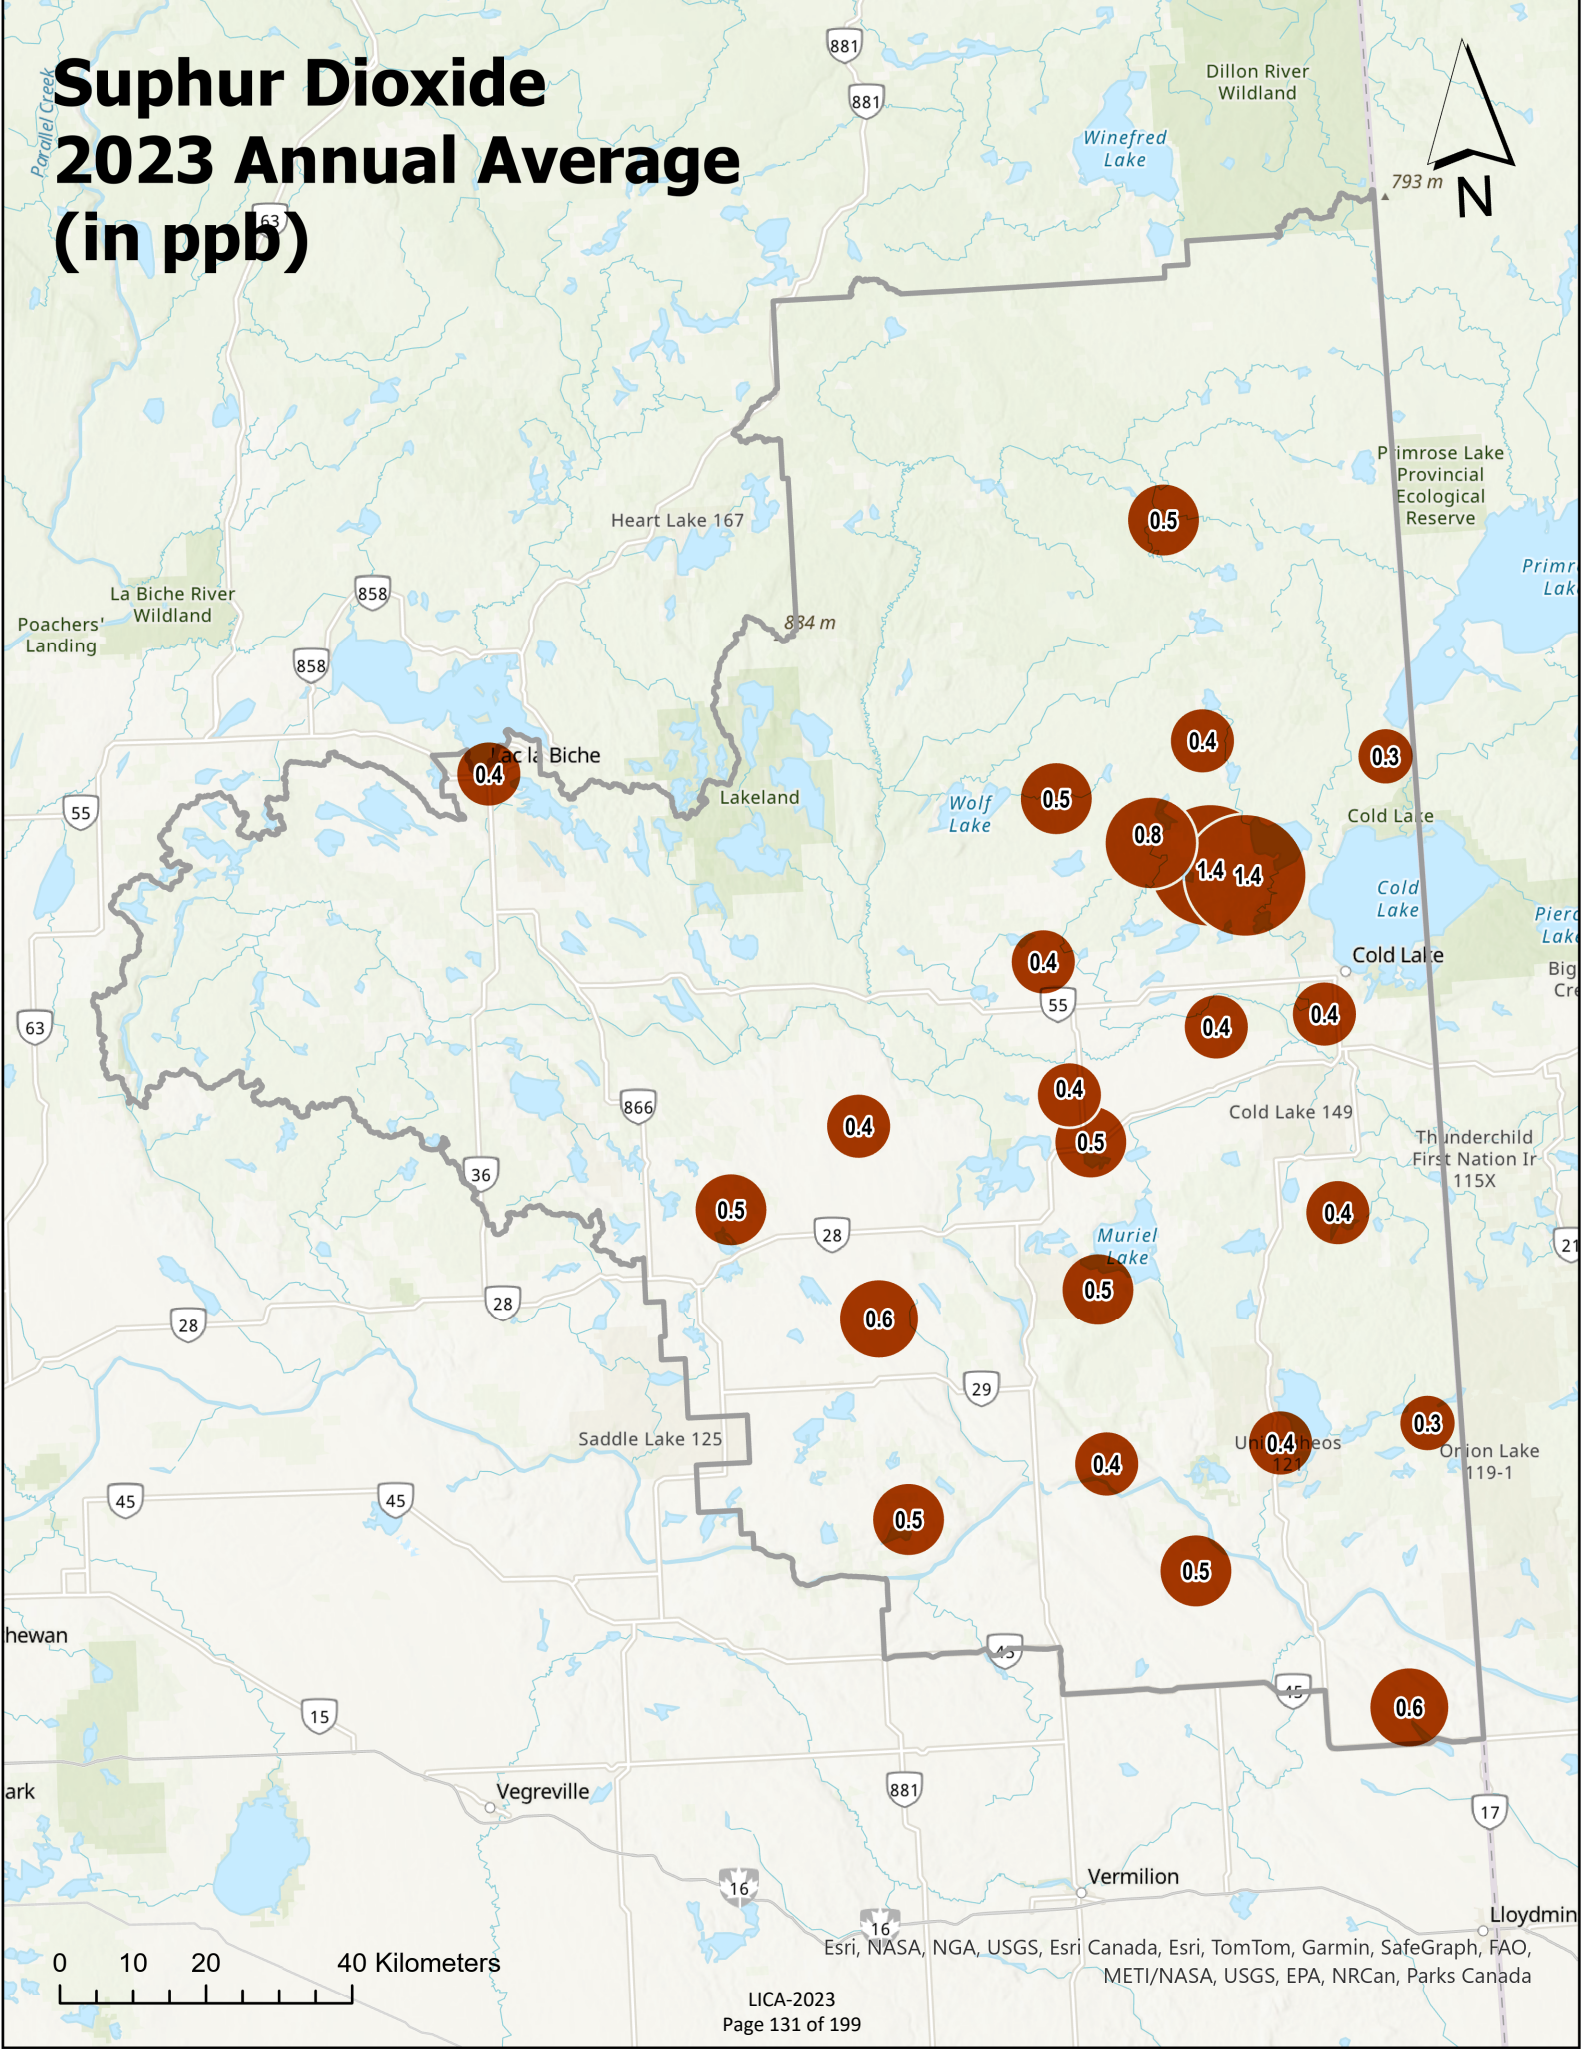 Suphur Dioxide
2023 Annual Average
(in ppb)
Parallel Creek
63
881
881
Dillon River
Wildland
Winefred
Lake
793 m
N
Primrose Lake
Provincial
Ecological
Reserve
Heart Lake 167
0.5
La Biche River
Wildland
858
Poachers'
Landing
884 m
858
0.4
0.3
Lac la Biche
0.4
55
Lakeland
Wolf
Lake
0.5
0.8
1.4
1.4
Cold Lake
Cold
Lake
Cold Lake
0.4
55
63
0.4
0.4
866
0.4
0.4
0.5
Cold Lake 149
Thunderchild
First Nation Ir
115X
36
0.5
28
0.4
Muriel
Lake
21
0.5
28
28
0.6
29
Saddle Lake 125
0.4
0.4
121
0.3
Orion Lake
119-1
45
45
0.5
0.5
hewan
45
45
0.6
15
ark
Vegreville
881
17
16
Vermilion
16
Lloydmin
Esri, NASA, NGA, USGS, Esri Canada, Esri, TomTom, Garmin, SafeGraph, FAO,
METI/NASA, USGS, EPA, NRCan, Parks Canada
0 10 20 40 Kilometers
LICA-2023
Page 131 of 199